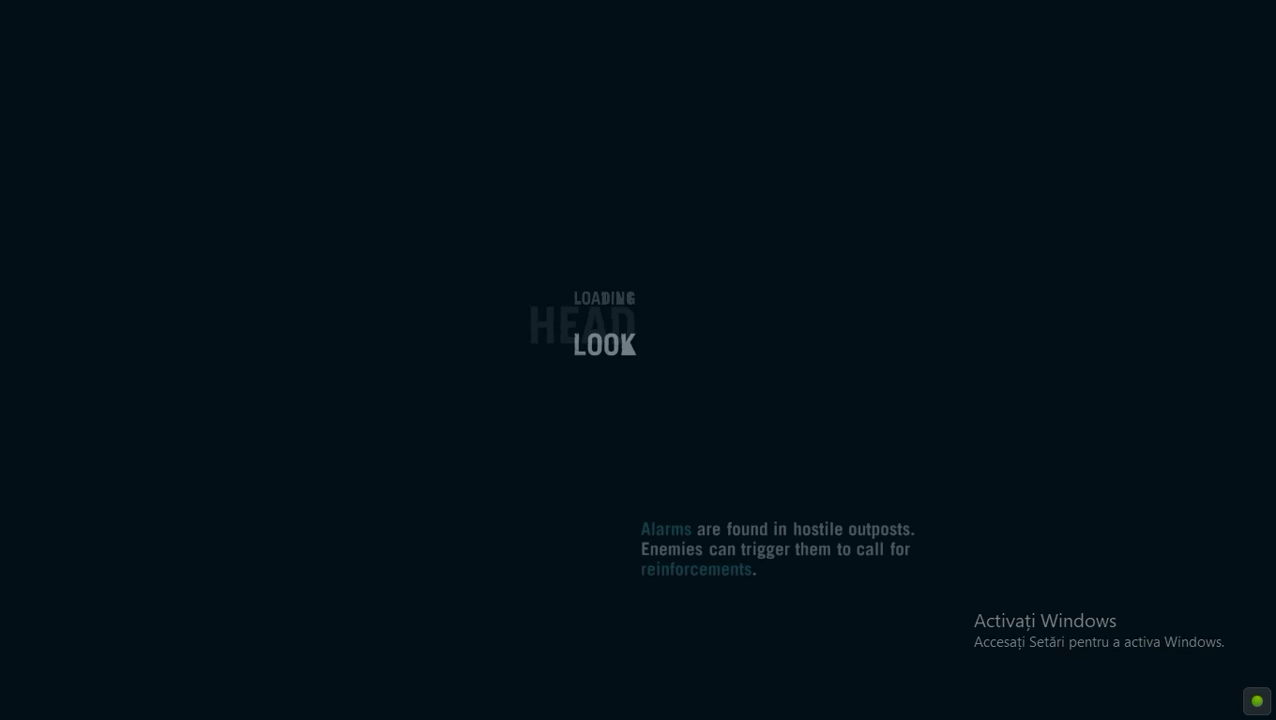 LOADING
HEAD
LOOK
Alarms are found in hostile outposts.
Enemies can trigger them to call for
reinforcements.
Activați Windows
Accesați Setări pentru a activa Windows.